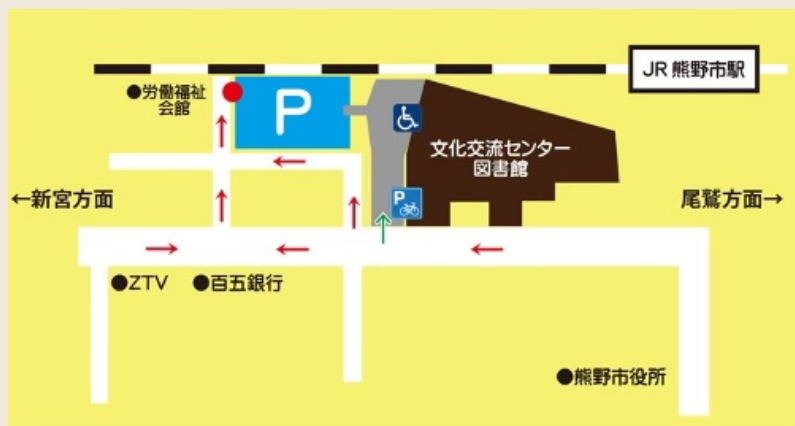 JR 熊野市駅
●労働福祉
会館
P
文化交流センター
図書館
P
←新宮方面
尾鷲方面→
●ZTV
●百五銀行
●熊野市役所